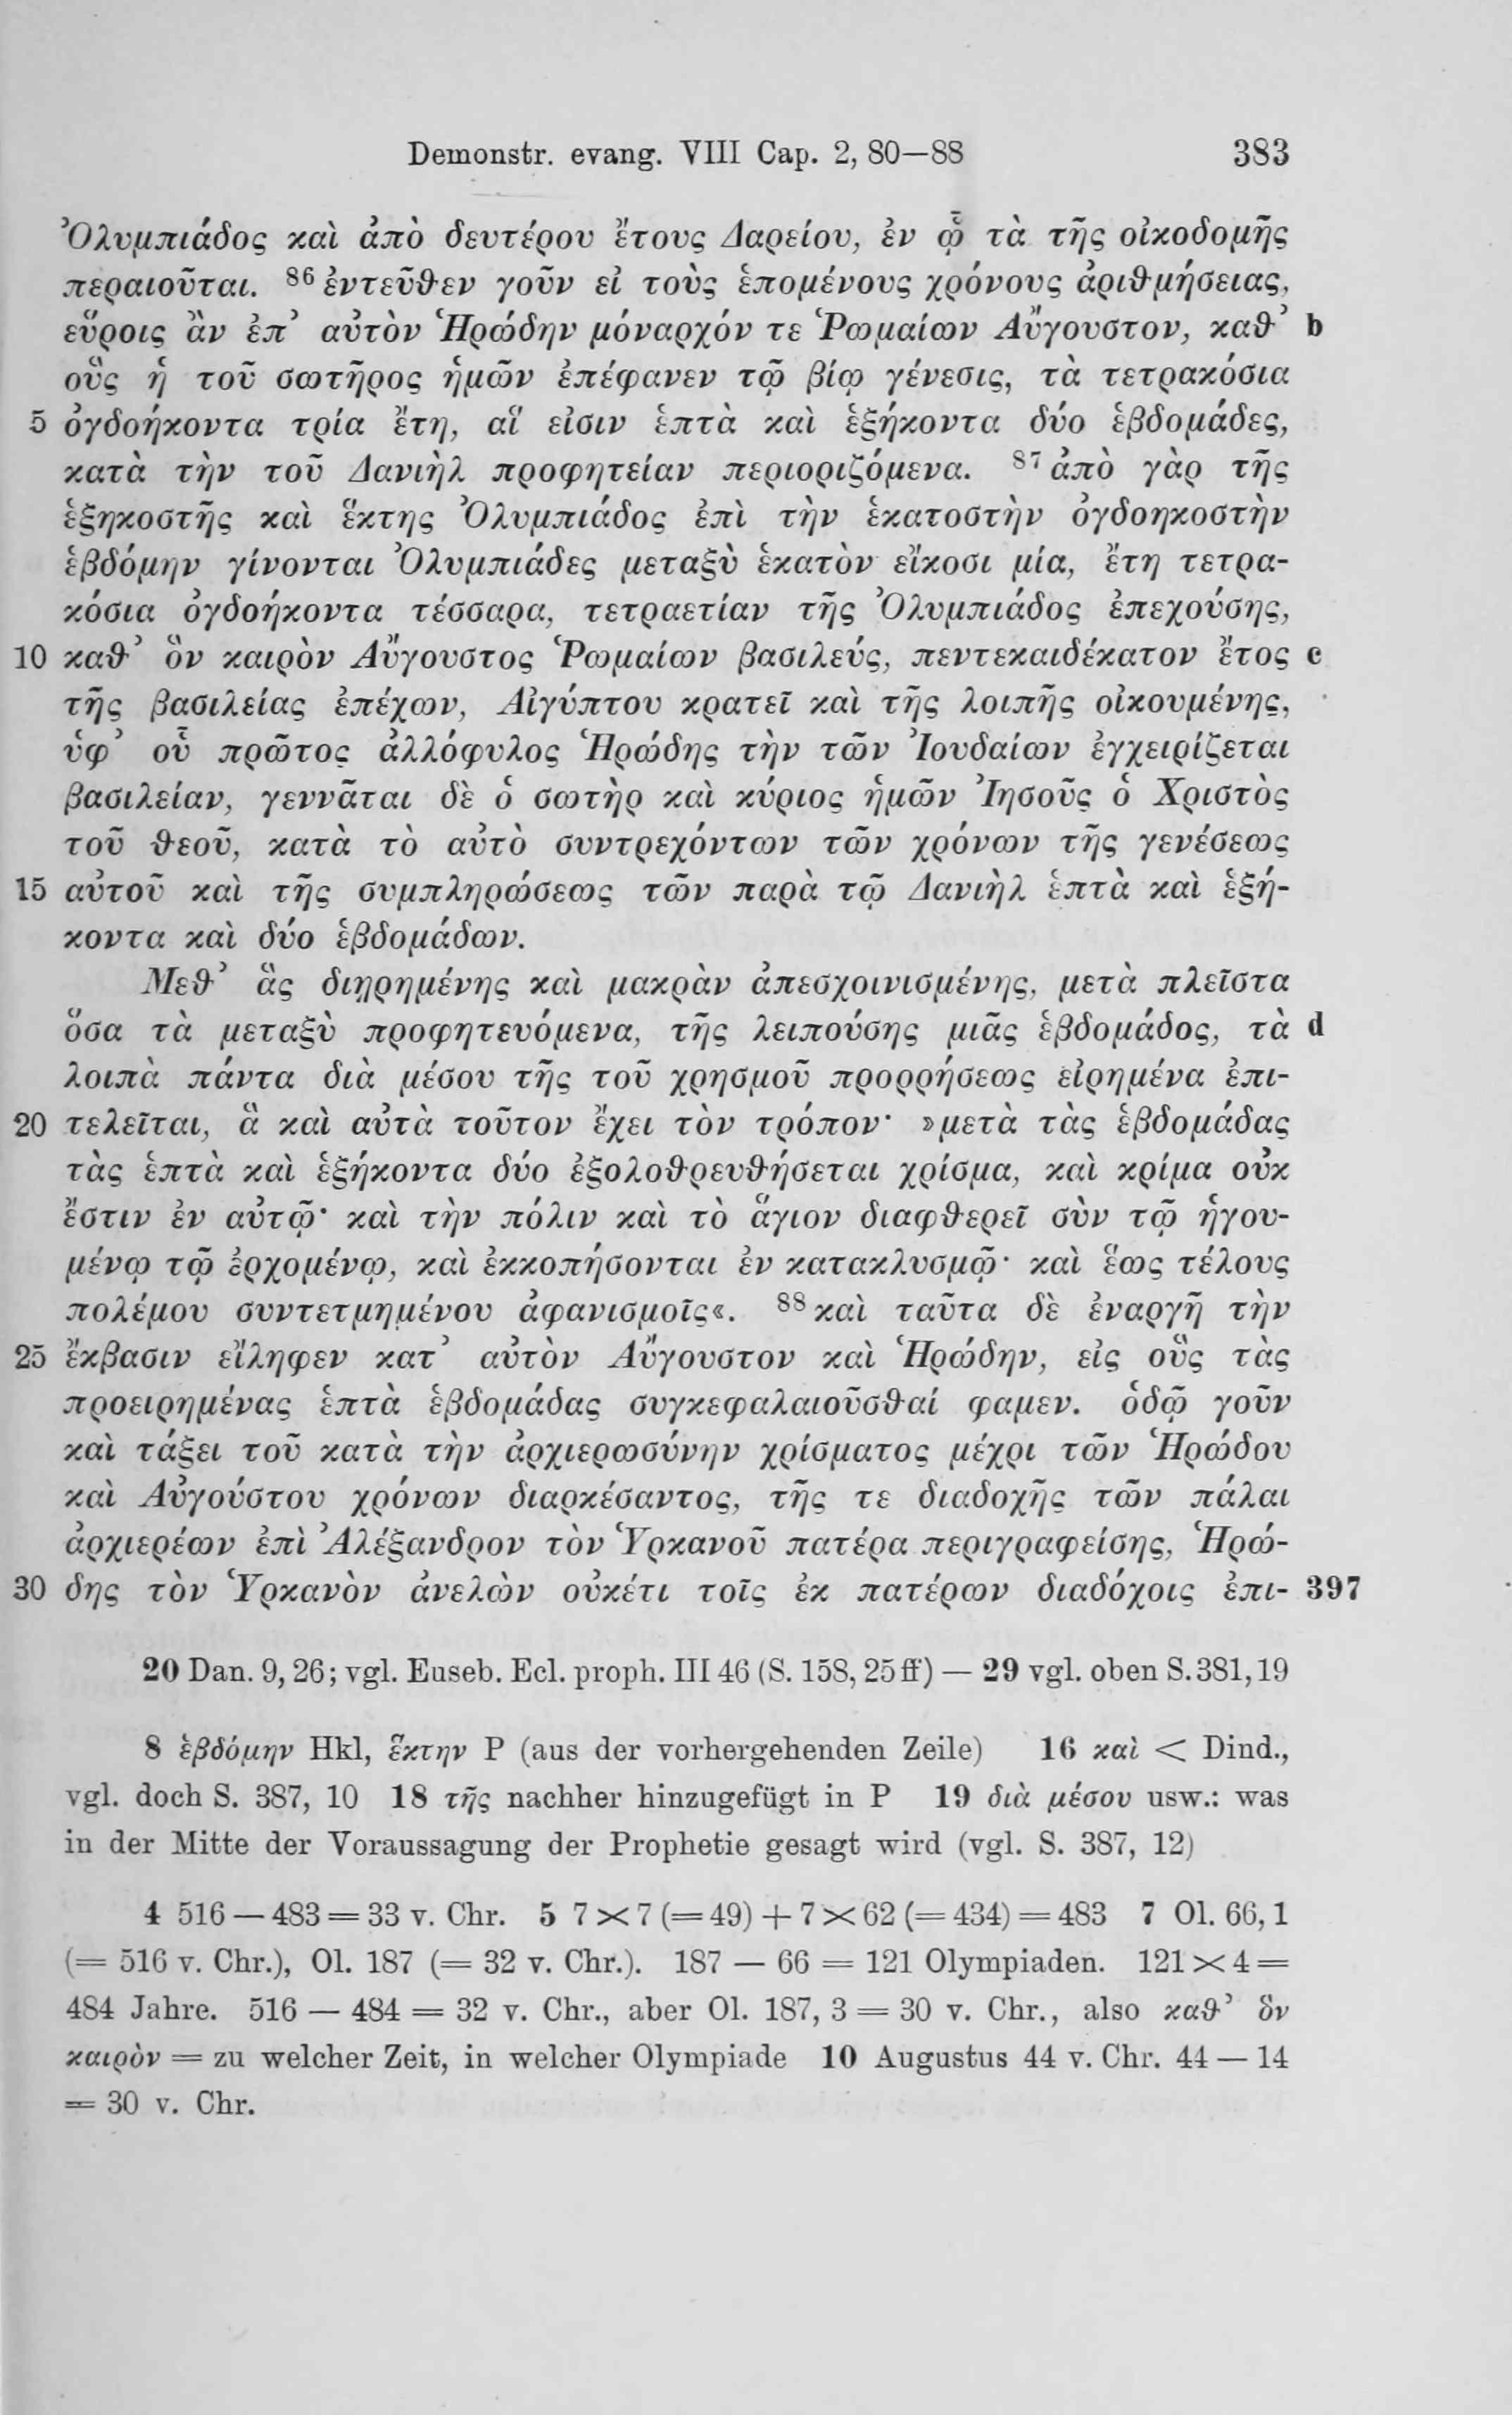 Demonstr. evang. VIII Cap. 2, 80—88 383
Ὀλυμπιάδος καὶ ἀπὸ δευτέρου ἔτους Δαρείου, ἐν ᾧ τὰ τῆς οἰκοδομῆς
περαιοῦται. ⁸⁶ ἐντεῦθεν γοῦν εἰ τοὺς ἑπομένους χρόνους ἀριθμήσειας,
εὕροις ἂν ἐπ’ αὐτὸν Ἡρώδην μόναρχόν τε Ῥωμαίων Αὔγουστον, καθ’ b
οὓς ἡ τοῦ σωτῆρος ἡμῶν ἐπέφανεν τῷ βίῳ γένεσις, τὰ τετρακόσια
5 ὀγδοήκοντα τρία ἔτη, αἵ εἰσιν ἑπτὰ καὶ ἑξήκοντα δύο ἑβδομάδες,
κατὰ τὴν τοῦ Δανιὴλ προφητείαν περιοριζόμενα. ⁸⁷ ἀπὸ γὰρ τῆς
ἑξηκοστῆς καὶ ἕκτης Ὀλυμπιάδος ἐπὶ τὴν ἑκατοστὴν ὀγδοηκοστὴν
ἑβδόμην γίνονται Ὀλυμπιάδες μεταξὺ ἑκατὸν εἴκοσι μία, ἔτη τετρα-
κόσια ὀγδοήκοντα τέσσαρα, τετραετίαν τῆς Ὀλυμπιάδος ἐπεχούσης,
10 καθ’ ὃν καιρὸν Αὔγουστος Ῥωμαίων βασιλεύς, πεντεκαιδέκατον ἔτος c
τῆς βασιλείας ἐπέχων, Αἰγύπτου κρατεῖ καὶ τῆς λοιπῆς οἰκουμένης,
ὑφ’ οὗ πρῶτος ἀλλόφυλος Ἡρώδης τὴν τῶν Ἰουδαίων ἐγχειρίζεται
βασιλείαν, γεννᾶται δὲ ὁ σωτὴρ καὶ κύριος ἡμῶν Ἰησοῦς ὁ Χριστὸς
τοῦ θεοῦ, κατὰ τὸ αὐτὸ συντρεχόντων τῶν χρόνων τῆς γενέσεως
15 αὐτοῦ καὶ τῆς συμπληρώσεως τῶν παρὰ τῷ Δανιὴλ ἑπτὰ καὶ ἑξή-
κοντα καὶ δύο ἑβδομάδων.
Μεθ’ ἃς διῃρημένης καὶ μακρὰν ἀπεσχοινισμένης, μετὰ πλεῖστα
ὅσα τὰ μεταξὺ προφητευόμενα, τῆς λειπούσης μιᾶς ἑβδομάδος, τὰ d
λοιπὰ πάντα διὰ μέσου τῆς τοῦ χρησμοῦ προρρήσεως εἰρημένα ἐπι-
20 τελεῖται, ἃ καὶ αὐτὰ τοῦτον ἔχει τὸν τρόπον· »μετὰ τὰς ἑβδομάδας
τὰς ἑπτὰ καὶ ἑξήκοντα δύο ἐξολοθρευθήσεται χρίσμα, καὶ κρίμα οὐκ
ἔστιν ἐν αὐτῷ· καὶ τὴν πόλιν καὶ τὸ ἅγιον διαφθερεῖ σὺν τῷ ἡγου-
μένῳ τῷ ἐρχομένῳ, καὶ ἐκκοπήσονται ἐν κατακλυσμῷ· καὶ ἕως τέλους
πολέμου συντετμημένου ἀφανισμοῖς«. ⁸⁸ καὶ ταῦτα δὲ ἐναργῆ τὴν
25 ἔκβασιν εἴληφεν κατ’ αὐτὸν Αὔγουστον καὶ Ἡρώδην, εἰς οὓς τὰς
προειρημένας ἑπτὰ ἑβδομάδας συγκεφαλαιοῦσθαί φαμεν. ὁδῷ γοῦν
καὶ τάξει τοῦ κατὰ τὴν ἀρχιερωσύνην χρίσματος μέχρι τῶν Ἡρώδου
καὶ Αὐγούστου χρόνων διαρκέσαντος, τῆς τε διαδοχῆς τῶν πάλαι
ἀρχιερέων ἐπὶ Ἀλέξανδρον τὸν Ὑρκανοῦ πατέρα περιγραφείσης, Ἡρώ-
30 δης τὸν Ὑρκανὸν ἀνελὼν οὐκέτι τοῖς ἐκ πατέρων διαδόχοις ἐπι- 397
20 Dan. 9, 26; vgl. Euseb. Ecl. proph. III 46 (S. 158, 25 ff) — 29 vgl. oben S. 381, 19
8 ἑβδόμην Hkl, ἕκτην P (aus der vorhergehenden Zeile) 16 καὶ < Dind.,
vgl. doch S. 387, 10 18 τῆς nachher hinzugefügt in P 19 διὰ μέσου usw.: was
in der Mitte der Voraussagung der Prophetie gesagt wird (vgl. S. 387, 12)
4 516 — 483 = 33 v. Chr. 5 7 × 7 (= 49) + 7 × 62 (= 434) = 483 7 Ol. 66, 1
(= 516 v. Chr.), Ol. 187 (= 32 v. Chr.). 187 — 66 = 121 Olympiaden. 121 × 4 =
484 Jahre. 516 — 484 = 32 v. Chr., aber Ol. 187, 3 = 30 v. Chr., also καθ’ ὃν
καιρὸν = zu welcher Zeit, in welcher Olympiade 10 Augustus 44 v. Chr. 44 — 14
= 30 v. Chr.